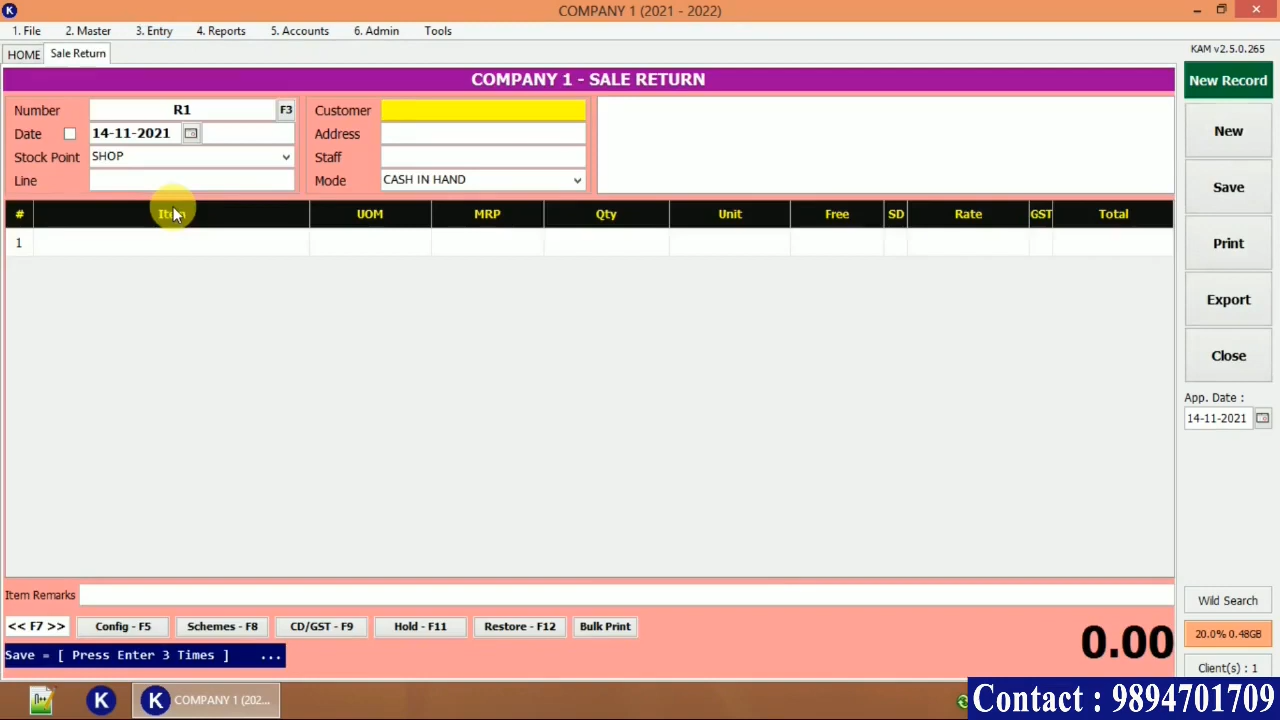 K
COMPANY 1 (2021 - 2022)
1. File 2. Master 3. Entry 4. Reports 5. Accounts 6. Admin Tools
HOME Sale Return
KAM v2.5.0.265
COMPANY 1 - SALE RETURN
New Record
Number R1 F3 Customer
Date 14-11-2021 Address
Stock Point SHOP Staff
Line Mode CASH IN HAND
New
Save
Print
Export
Close
# Item UOM MRP Qty Unit Free SD Rate GST Total
1
App. Date :
14-11-2021
Item Remarks
<< F7 >> Config - F5 Schemes - F8 CD/GST - F9 Hold - F11 Restore - F12 Bulk Print
Save = [ Press Enter 3 Times ] ...
0.00
Wild Search
20.0% 0.48GB
Client(s) : 1
K K COMPANY 1 (202...
Contact : 9894701709